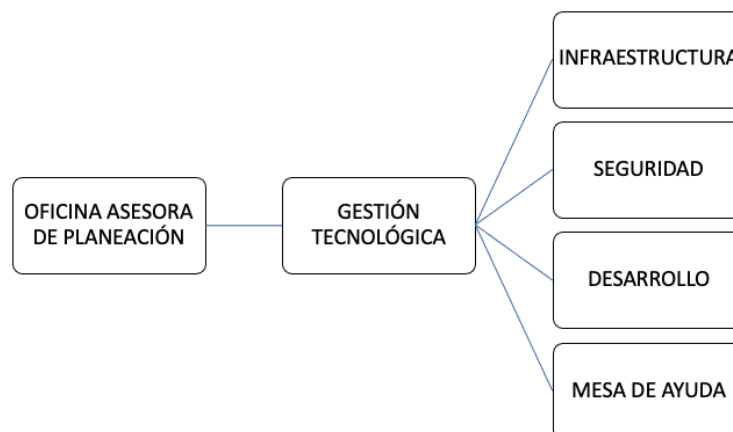 OFICINA ASESORA
DE PLANEACIÓN
GESTIÓN
TECNOLÓGICA
INFRAESTRUCTURA
SEGURIDAD
DESARROLLO
MESA DE AYUDA